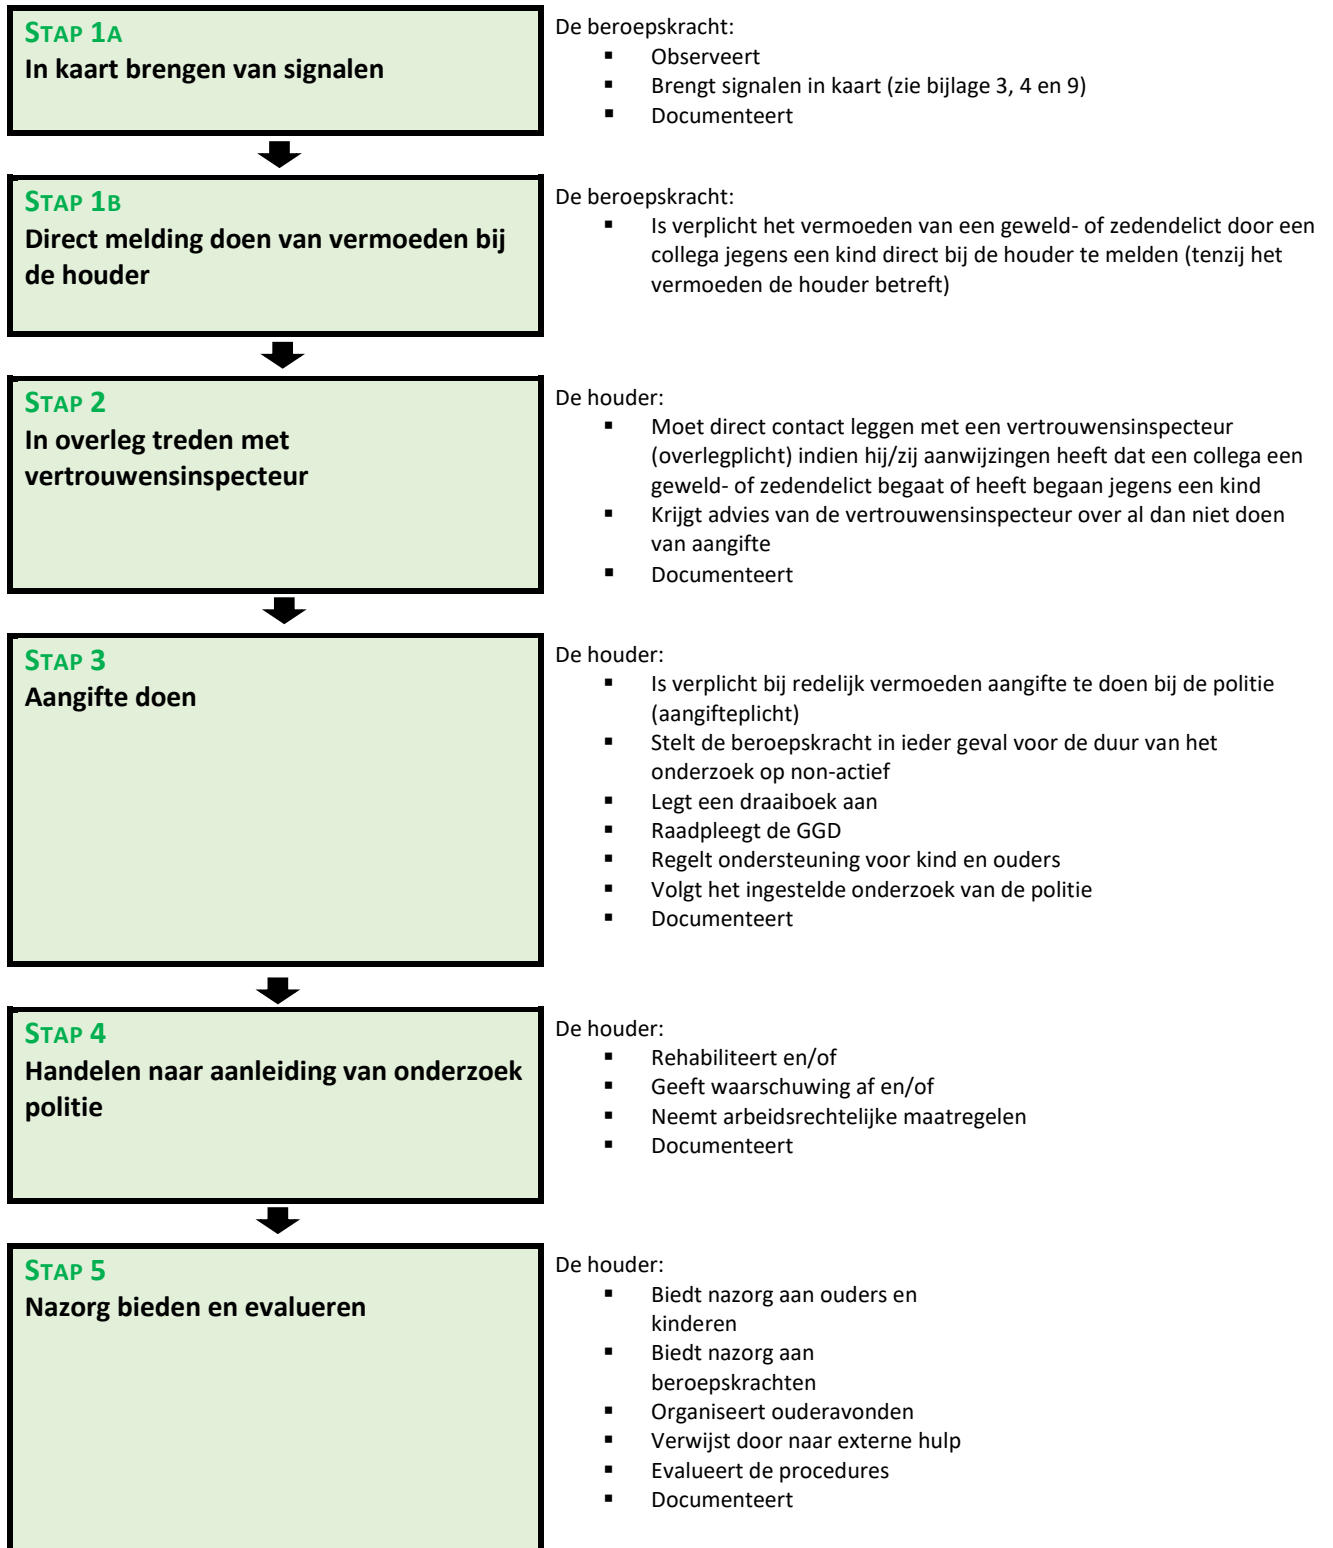 STAP 1A
In kaart brengen van signalen
De beroepskracht:
▪ Observeert
▪ Brengt signalen in kaart (zie bijlage 3, 4 en 9)
▪ Documenteert
STAP 1B
Direct melding doen van vermoeden bij
de houder
De beroepskracht:
▪ Is verplicht het vermoeden van een geweld- of zedendelict door een
collega jegens een kind direct bij de houder te melden (tenzij het
vermoeden de houder betreft)
STAP 2
In overleg treden met
vertrouwensinspecteur
De houder:
▪ Moet direct contact leggen met een vertrouwensinspecteur
(overlegplicht) indien hij/zij aanwijzingen heeft dat een collega een
geweld- of zedendelict begaat of heeft begaan jegens een kind
▪ Krijgt advies van de vertrouwensinspecteur over al dan niet doen
van aangifte
▪ Documenteert
STAP 3
Aangifte doen
De houder:
▪ Is verplicht bij redelijk vermoeden aangifte te doen bij de politie
(aangifteplicht)
▪ Stelt de beroepskracht in ieder geval voor de duur van het
onderzoek op non-actief
▪ Legt een draaiboek aan
▪ Raadpleegt de GGD
▪ Regelt ondersteuning voor kind en ouders
▪ Volgt het ingestelde onderzoek van de politie
▪ Documenteert
STAP 4
Handelen naar aanleiding van onderzoek
politie
De houder:
▪ Rehabiliteert en/of
▪ Geeft waarschuwing af en/of
▪ Neemt arbeidsrechtelijke maatregelen
▪ Documenteert
STAP 5
Nazorg bieden en evalueren
De houder:
▪ Biedt nazorg aan ouders en
kinderen
▪ Biedt nazorg aan
beroepskrachten
▪ Organiseert ouderavonden
▪ Verwijst door naar externe hulp
▪ Evalueert de procedures
▪ Documenteert